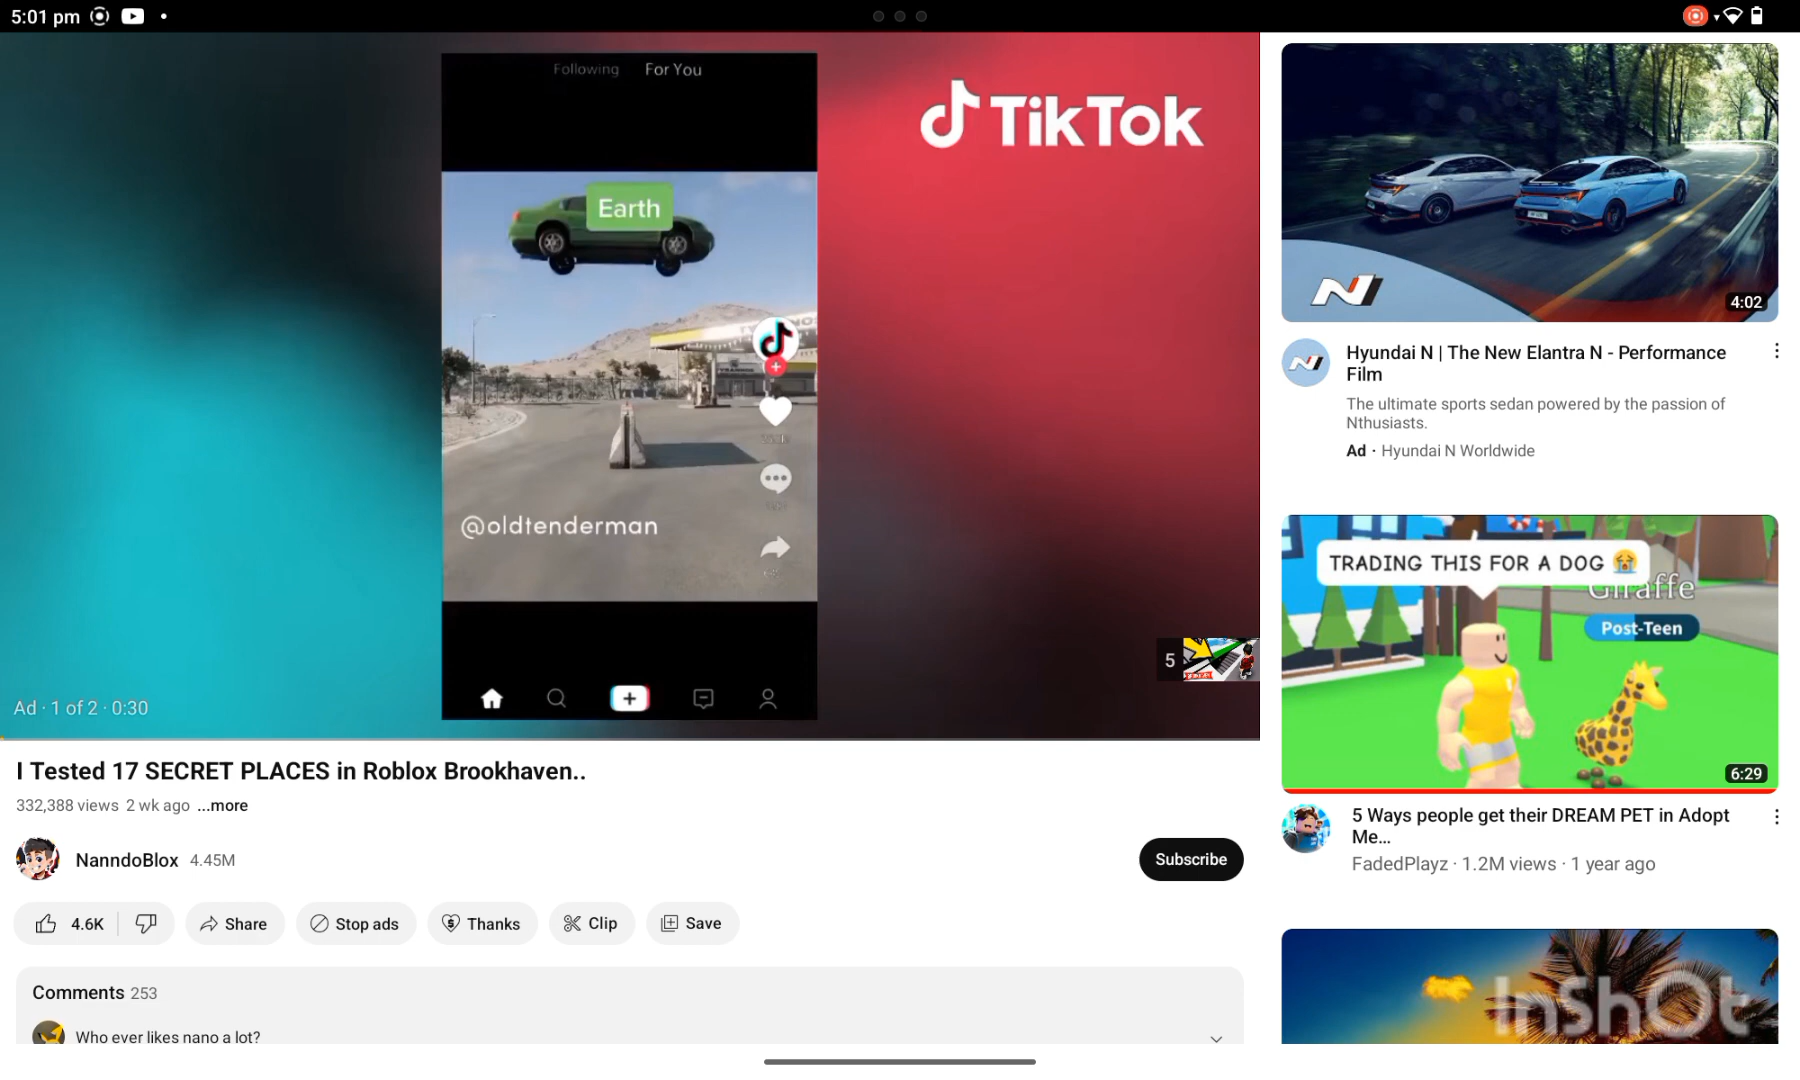 5:01 pm
Following For You
TikTok
Earth
@oldtenderman
5
Ad · 1 of 2 · 0:30
I Tested 17 SECRET PLACES in Roblox Brookhaven..
332,388 views 2 wk ago ...more
NanndoBlox 4.45M
Subscribe
4.6K
Share
Stop ads
Thanks
Clip
Save
Comments 253
Who ever likes nano a lot?
N
4:02
Hyundai N | The New Elantra N - Performance
Film
The ultimate sports sedan powered by the passion of
Nthusiasts.
Ad · Hyundai N Worldwide
TRADING THIS FOR A DOG 😭
Giraffe
Post-Teen
6:29
5 Ways people get their DREAM PET in Adopt
Me...
FadedPlayz · 1.2M views · 1 year ago
InShOt